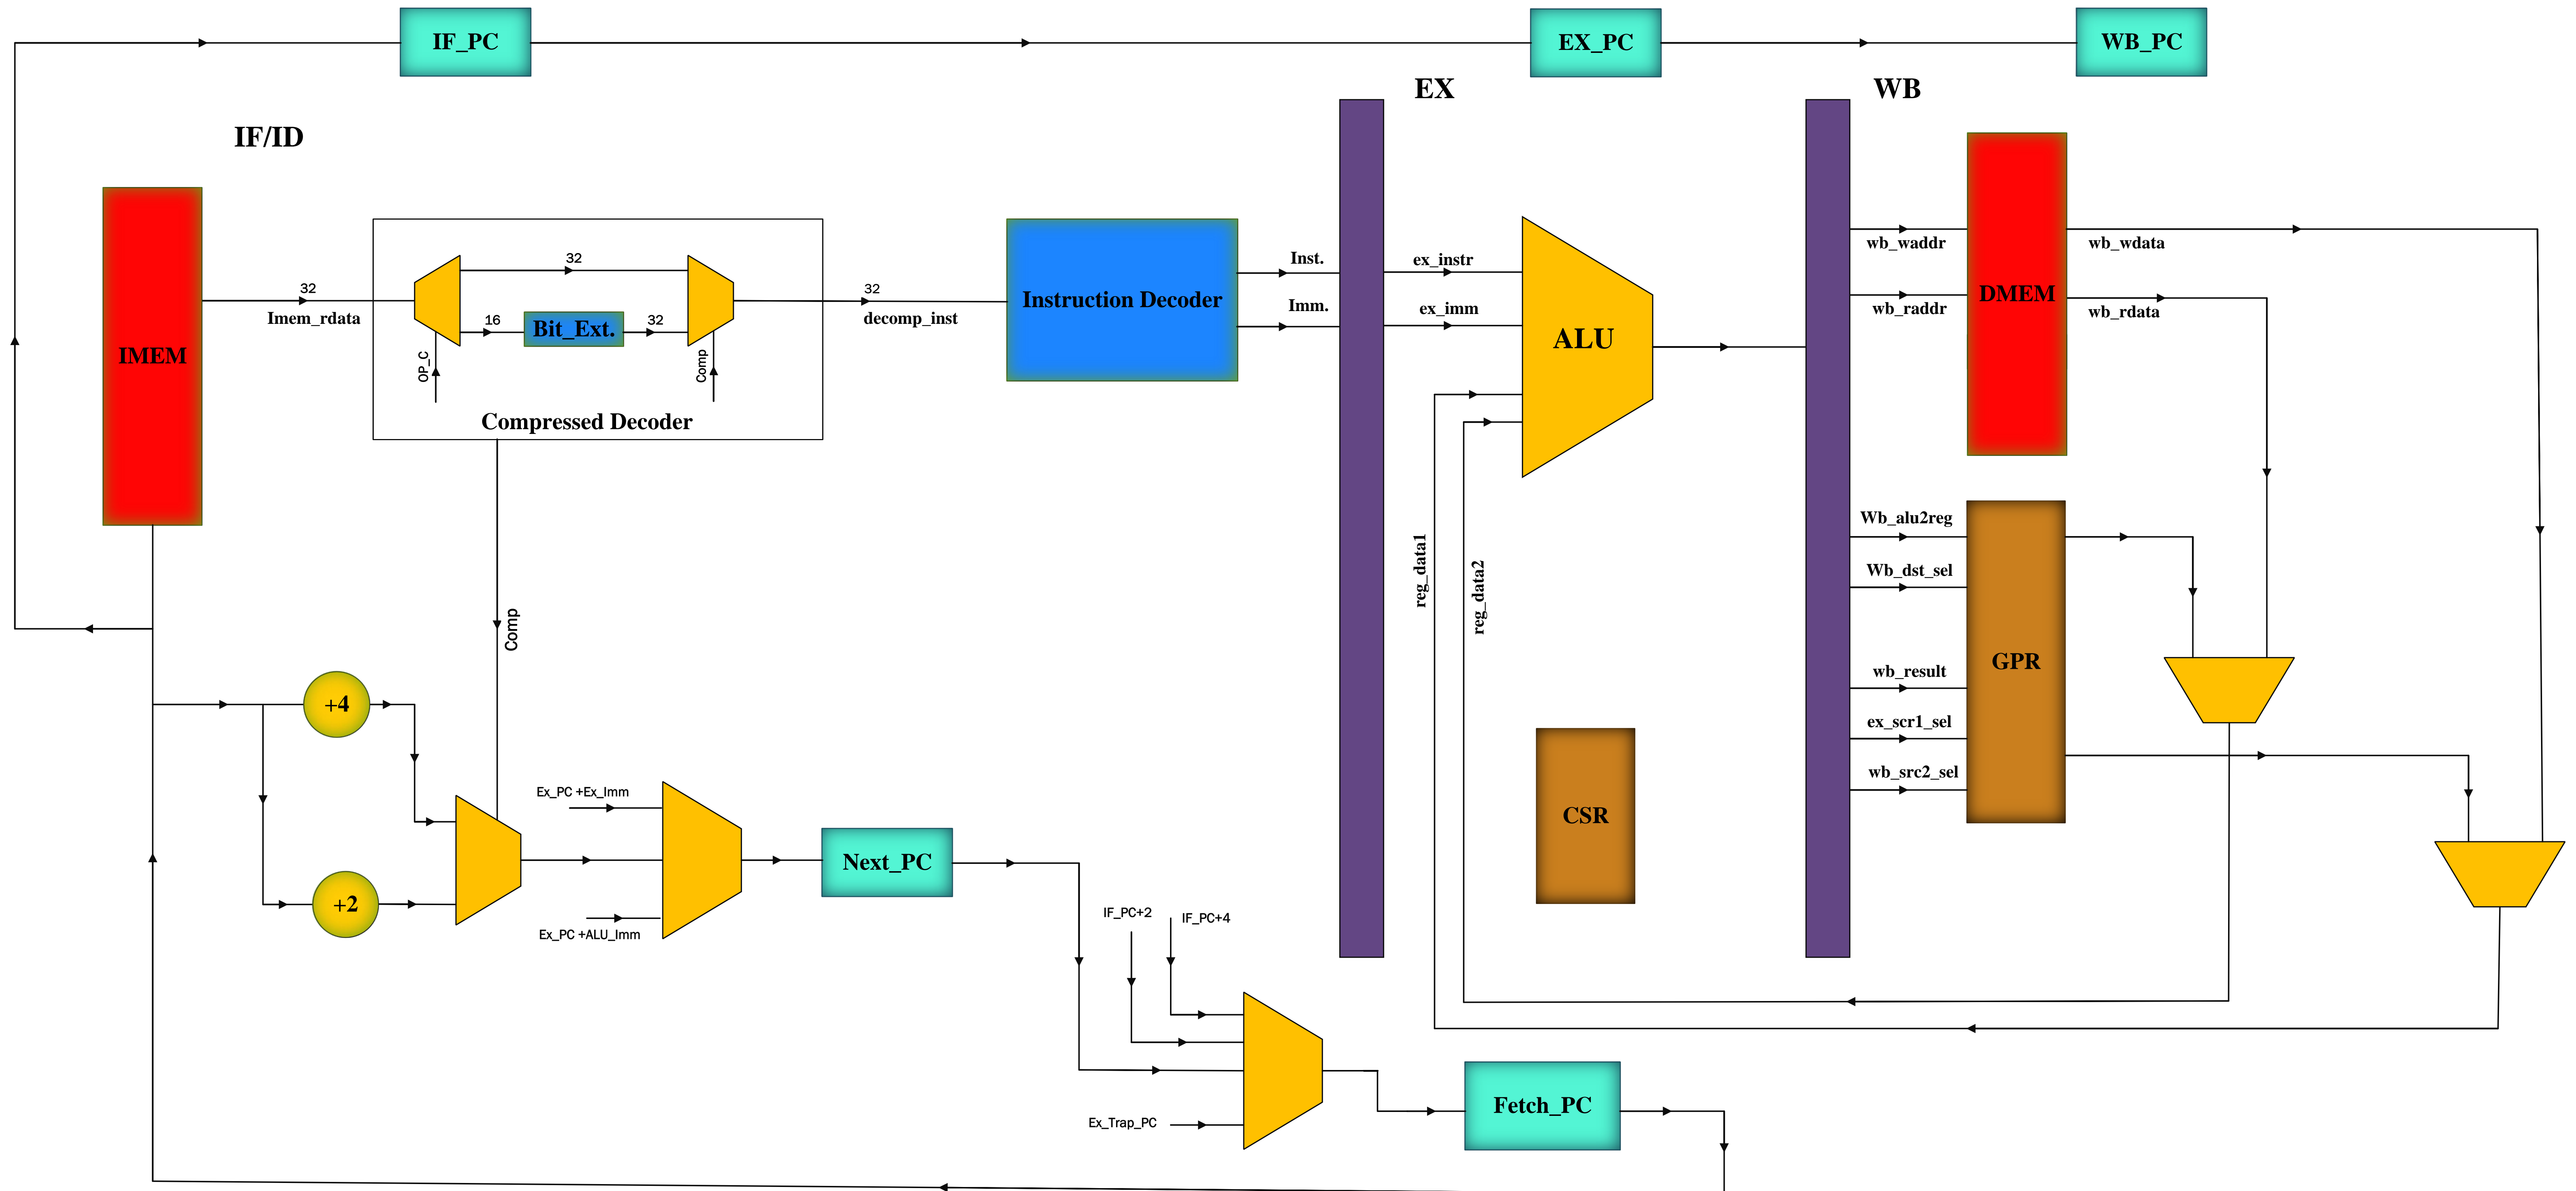 IF_PC
EX_PC
WB_PC
EX
WB
IF/ID
IMEM
32
Imem_rdata
32
16
Bit_Ext.
32
OP_C
Comp
Compressed Decoder
32
decomp_inst
Instruction Decoder
Inst.
Imm.
ex_instr
ex_imm
ALU
reg_data1
reg_data2
wb_waddr
wb_raddr
DMEM
wb_wdata
wb_rdata
Wb_alu2reg
Wb_dst_sel
wb_result
ex_scr1_sel
wb_src2_sel
GPR
CSR
Comp
+4
+2
Ex_PC +Ex_Imm
Ex_PC +ALU_Imm
Next_PC
IF_PC+2
IF_PC+4
Ex_Trap_PC
Fetch_PC